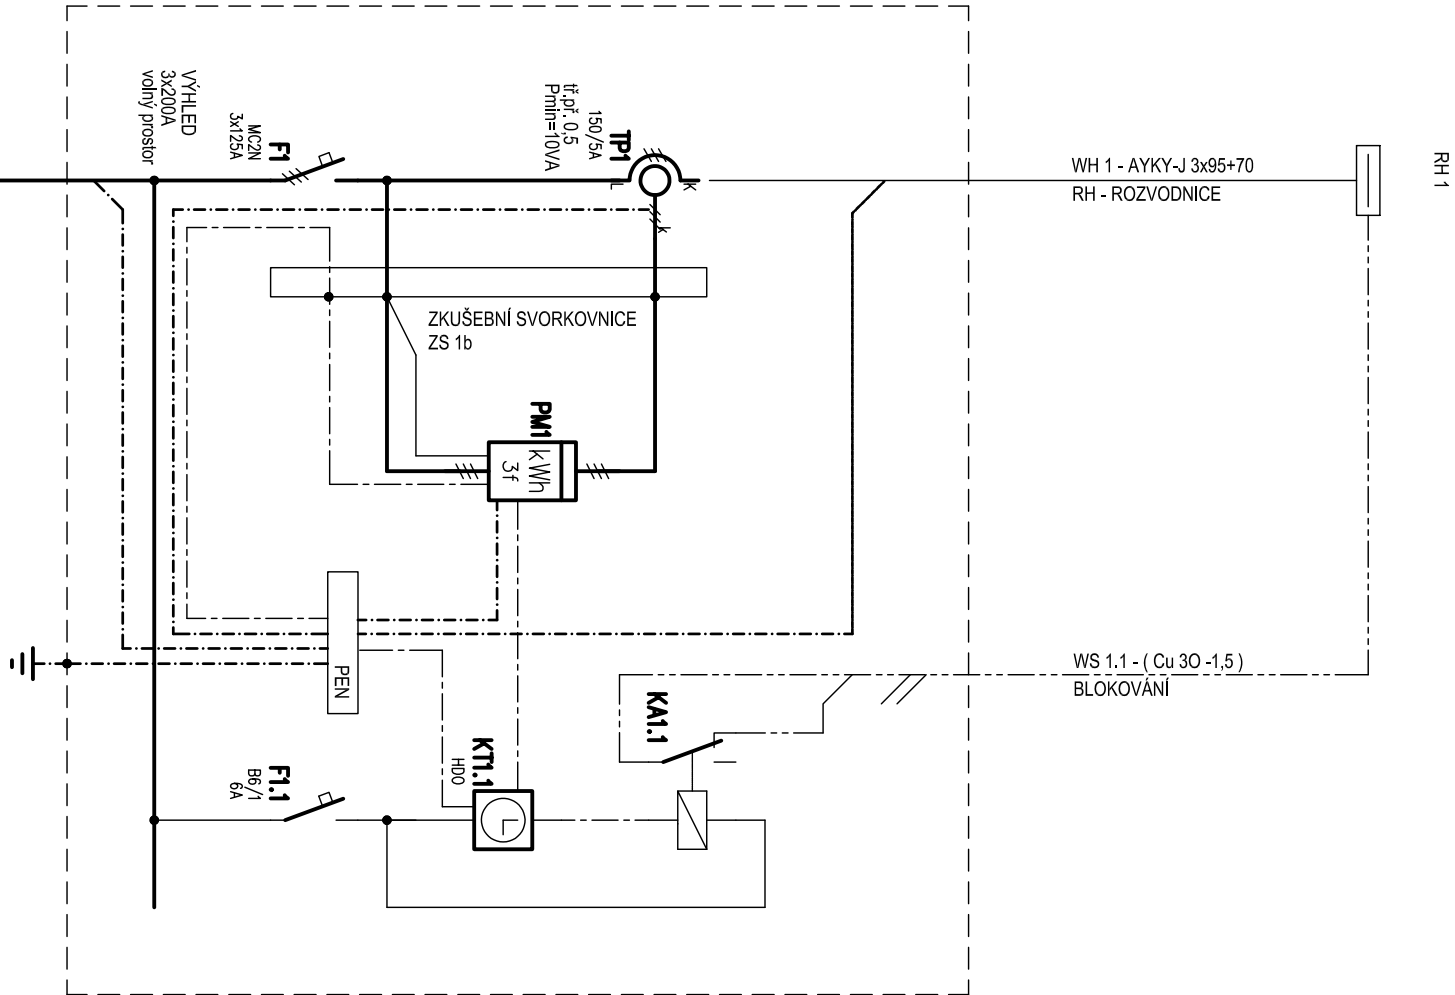 VÝHLED
3x200A
volný prostor
F1
MC2N
3x125A
TP1
150/5A
tř.př. 0,5
Pmin=10VA
L
K
k
WH 1 - AYKY-J 3x95+70
RH - ROZVODNICE
RH 1
ZKUŠEBNÍ SVORKOVNICE
ZS 1b
PM1
kWh
3f
PEN
WS 1.1 - ( Cu 3O -1,5 )
BLOKOVÁNÍ
KA1.1
KT1.1
HDO
F1.1
B6/1
6A